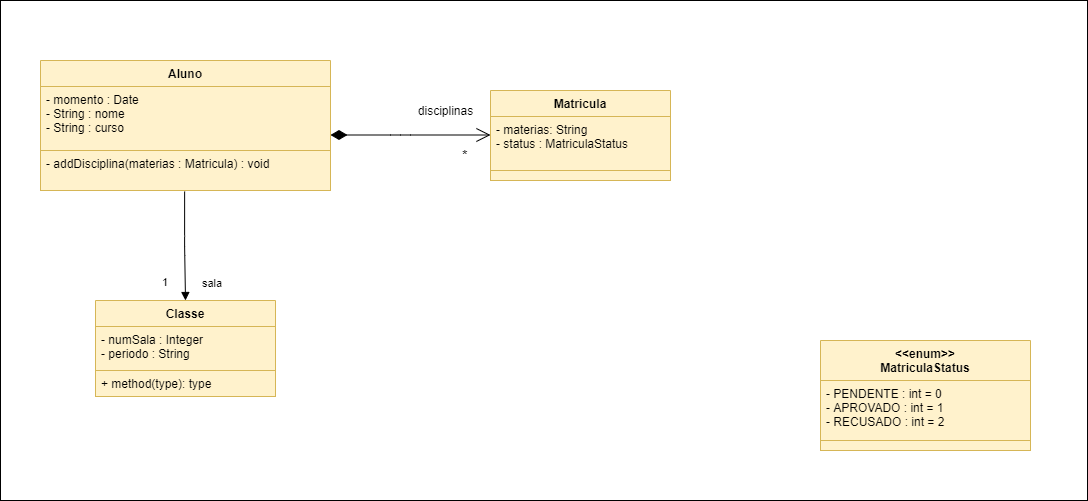 Aluno
- momento : Date
- String : nome
- String : curso
- addDisciplina(materias : Matricula) : void
disciplinas
*
Matricula
- materias: String
- status : MatriculaStatus
1
sala
Classe
- numSala : Integer
- periodo : String
+ method(type): type
<<enum>>
MatriculaStatus
- PENDENTE : int = 0
- APROVADO : int = 1
- RECUSADO : int = 2